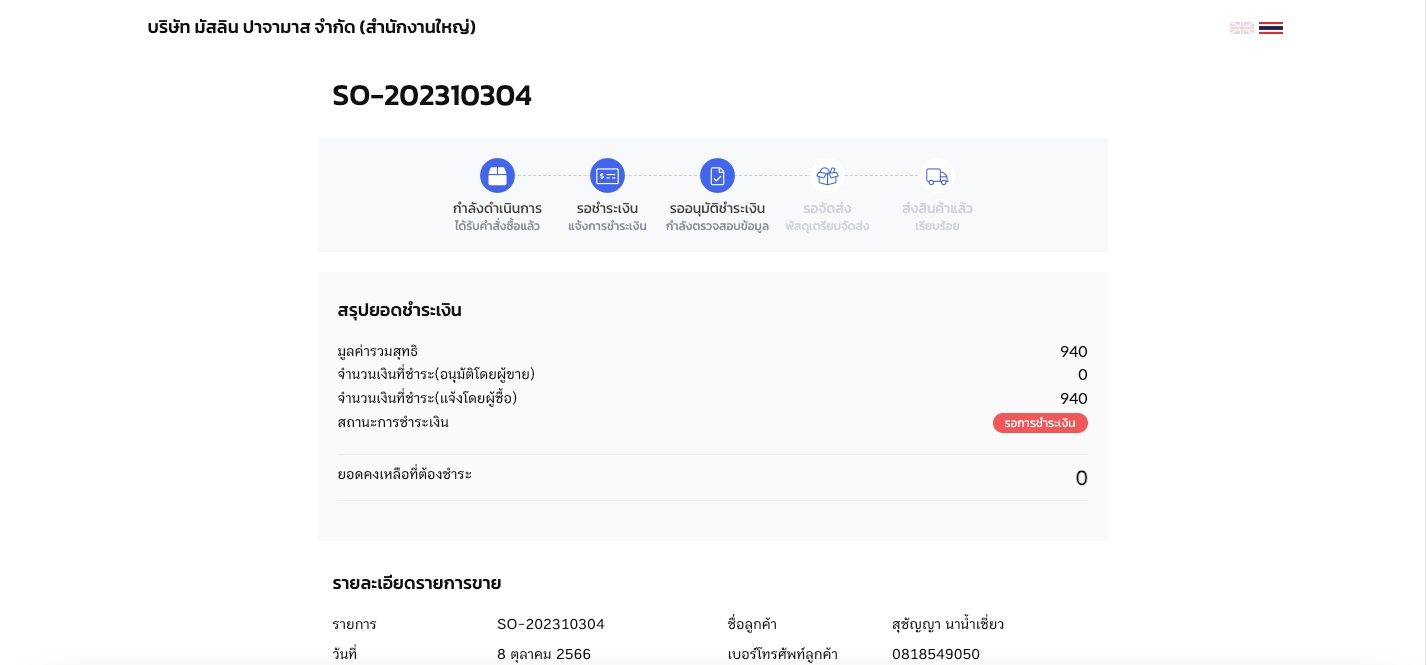 บริษัท มัสลิน ปาจามาส จำกัด (สำนักงานใหญ่)
SO-202310304
กำลังดำเนินการ รอชำระเงิน รออนุมัติชำระเงิน รอจัดส่ง ส่งสินค้าแล้ว
ได้รับคำสั่งซื้อแล้ว แจ้งการชำระเงิน กำลังตรวจสอบข้อมูล พัสดุเตรียมจัดส่ง เรียบร้อย
สรุปยอดชำระเงิน
มูลค่ารวมสุทธิ 940
จำนวนเงินที่ชำระ(อนุมัติโดยผู้ขาย) 0
จำนวนเงินที่ชำระ(แจ้งโดยผู้ซื้อ) 940
สถานะการชำระเงิน รอการชำระเงิน
ยอดคงเหลือที่ต้องชำระ 0
รายละเอียดรายการขาย
รายการ SO-202310304 ชื่อลูกค้า สุชัญญา นาน้ำเชี่ยว
วันที่ 8 ตุลาคม 2566 เบอร์โทรศัพท์ลูกค้า 0818549050